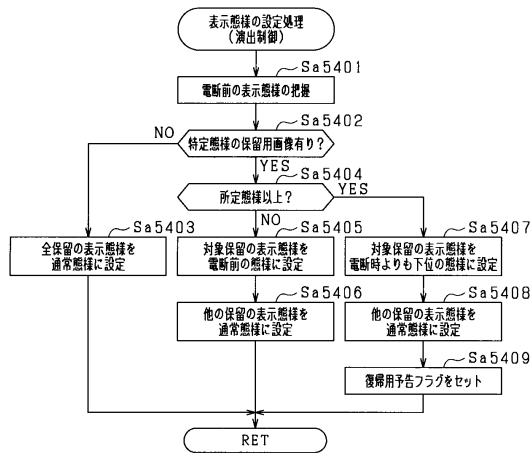 表示態様の設定処理
(演出制御)
Sa5401
電断前の表示態様の把握
Sa5402
特定態様の保留用画像有り?
NO
YES
Sa5404
所定態様以上?
YES
NO
Sa5403
全保留の表示態様を
通常態様に設定
Sa5405
対象保留の表示態様を
電断前の態様に設定
Sa5407
対象保留の表示態様を
電断時よりも下位の態様に設定
Sa5406
他の保留の表示態様を
通常態様に設定
Sa5408
他の保留の表示態様を
通常態様に設定
Sa5409
復帰用予告フラグをセット
RET